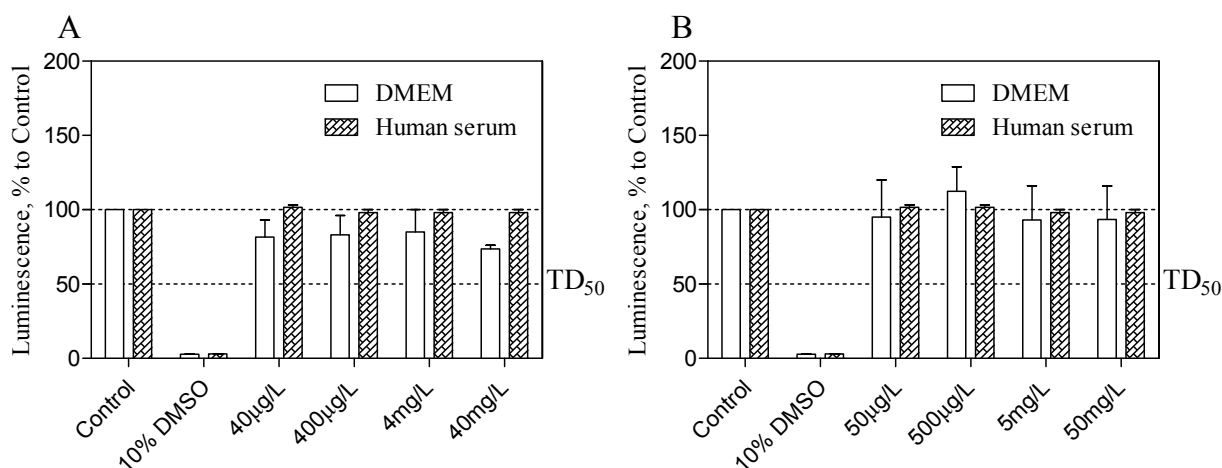 A
Luminescence, % to Control
200
150
100
50
0
DMEM
Human serum
TD50
Control
10% DMSO
40µg/L
400µg/L
4mg/L
40mg/L
B
Luminescence, % to Control
200
150
100
50
0
DMEM
Human serum
TD50
Control
10% DMSO
50µg/L
500µg/L
5mg/L
50mg/L